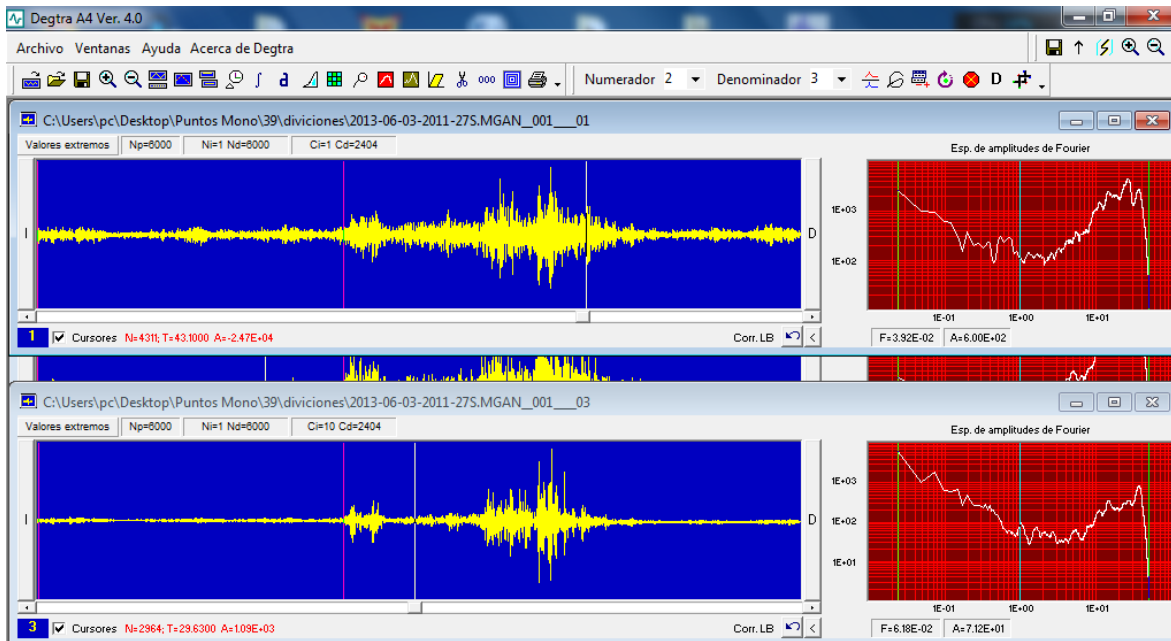 Degtra A4 Ver. 4.0
Archivo Ventanas Ayuda Acerca de Degtra
Numerador 2 Denominador 3 D
C:\Users\pc\Desktop\Puntos Mono\39\diviciones\2013-06-03-2011-27S.MGAN_001___01
Valores extremos Np=6000 Ni=1 Nd=6000 Ci=1 Cd=2404
Esp. de amplitudes de Fourier
1E+03
I D
1E+02
1E-01 1E+00 1E+01
1 Cursores N=4311; T=43.1000 A=-2.47E+04 Corr. LB < F=3.92E-02 A=6.00E+02
C:\Users\pc\Desktop\Puntos Mono\39\diviciones\2013-06-03-2011-27S.MGAN_001___03
Valores extremos Np=6000 Ni=1 Nd=6000 Ci=10 Cd=2404
Esp. de amplitudes de Fourier
1E+03
I D 1E+02
1E+01
1E-01 1E+00 1E+01
3 Cursores N=2964; T=29.6300 A=1.09E+03 Corr. LB < F=6.18E-02 A=7.12E+01